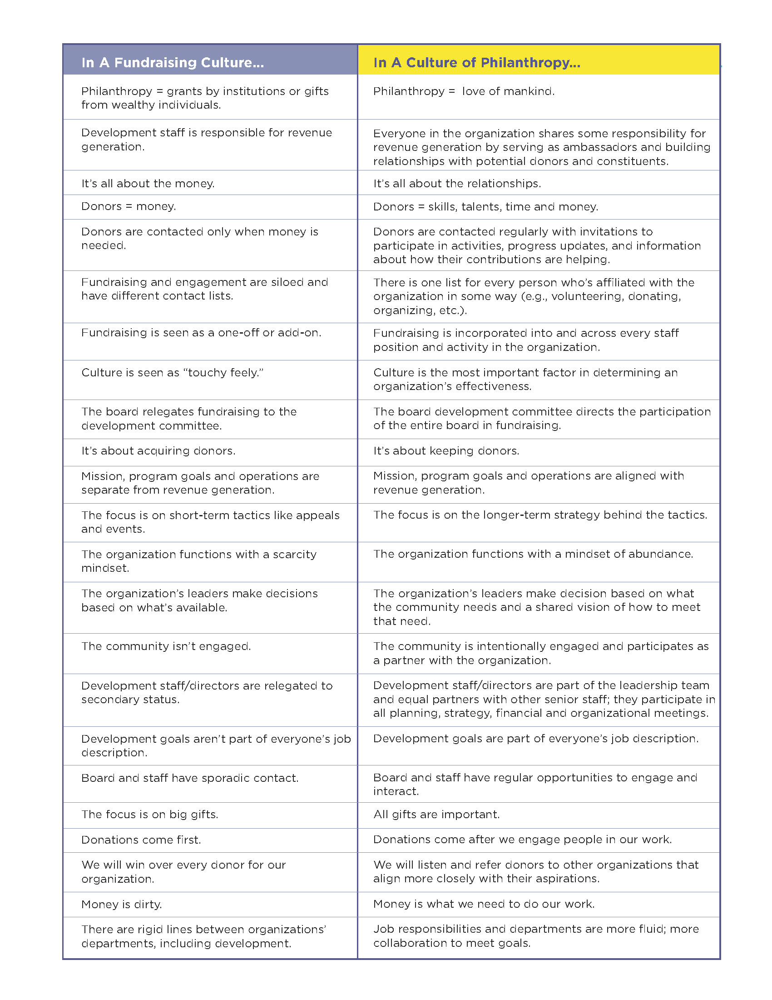 In A Fundraising Culture...
In A Culture of Philanthropy...
Philanthropy = grants by institutions or gifts
from wealthy individuals.
Philanthropy =  love of mankind.
Development staff is responsible for revenue
generation.
Everyone in the organization shares some responsibility for
revenue generation by serving as ambassadors and building
relationships with potential donors and constituents.
It’s all about the money.
It’s all about the relationships.
Donors = money.
Donors = skills, talents, time and money.
Donors are contacted only when money is
needed.
Donors are contacted regularly with invitations to
participate in activities, progress updates, and information
about how their contributions are helping.
Fundraising and engagement are siloed and
have different contact lists.
There is one list for every person who’s affiliated with the
organization in some way (e.g., volunteering, donating,
organizing, etc.).
Fundraising is seen as a one-off or add-on.
Fundraising is incorporated into and across every staff
position and activity in the organization.
Culture is seen as “touchy feely.”
Culture is the most important factor in determining an
organization’s effectiveness.
The board relegates fundraising to the
development committee.
The board development committee directs the participation
of the entire board in fundraising.
It’s about acquiring donors.
It’s about keeping donors.
Mission, program goals and operations are
separate from revenue generation.
Mission, program goals and operations are aligned with
revenue generation.
The focus is on short-term tactics like appeals
and events.
The focus is on the longer-term strategy behind the tactics.
The organization functions with a scarcity
mindset.
The organization functions with a mindset of abundance.
The organization’s leaders make decisions
based on what’s available.
The organization’s leaders make decision based on what
the community needs and a shared vision of how to meet
that need.
The community isn’t engaged.
The community is intentionally engaged and participates as
a partner with the organization.
Development staff/directors are relegated to
secondary status.
Development staff/directors are part of the leadership team
and equal partners with other senior staff; they participate in
all planning, strategy, financial and organizational meetings.
Development goals aren’t part of everyone’s job
description.
Development goals are part of everyone’s job description.
Board and staff have sporadic contact.
Board and staff have regular opportunities to engage and
interact.
The focus is on big gifts.
All gifts are important.
Donations come first.
Donations come after we engage people in our work.
We will win over every donor for our
organization.
We will listen and refer donors to other organizations that
align more closely with their aspirations.
Money is dirty.
Money is what we need to do our work.
There are rigid lines between organizations’
departments, including development.
Job responsibilities and departments are more fluid; more
collaboration to meet goals.